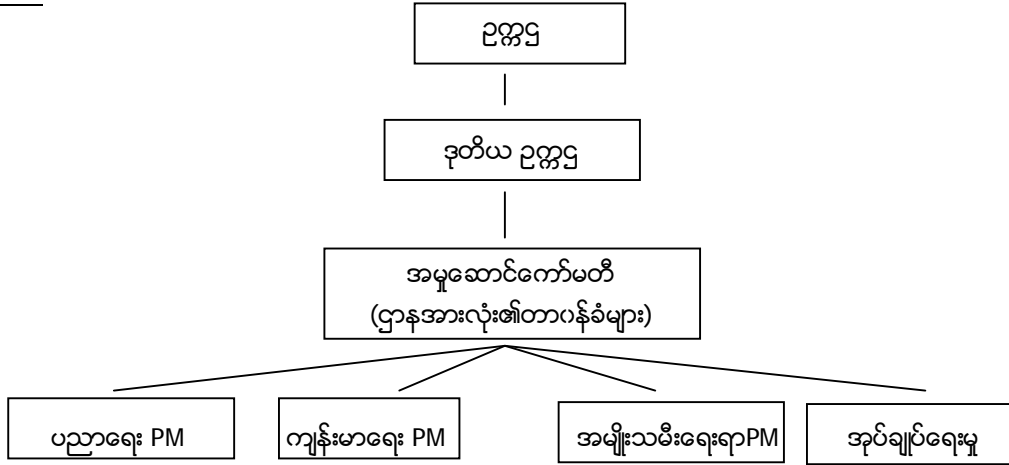 ဥက္ကဌ
ဒုတိယ ဥက္ကဌ
အမှုဆောင်ကော်မတီ
(ဌာနအားလုံး၏တာဝန်ခံများ)
ပညာရေး PM
ကျန်းမာရေး PM
အမျိုးသမီးရေးရာPM
အုပ်ချုပ်ရေးမှု